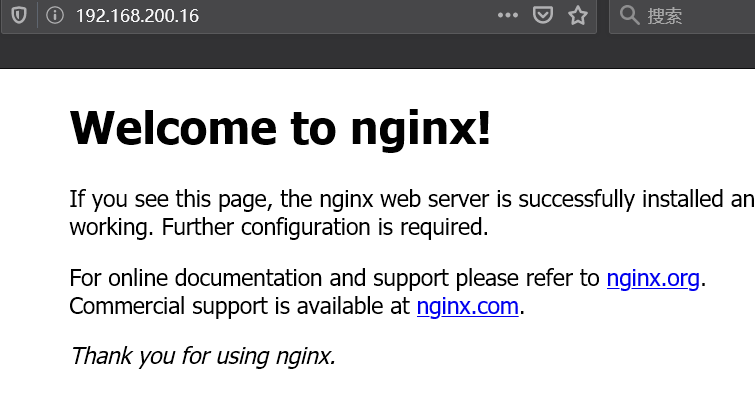 192.168.200.16
搜索
Welcome to nginx!
If you see this page, the nginx web server is successfully installed an
working. Further configuration is required.
For online documentation and support please refer to nginx.org.
Commercial support is available at nginx.com.
Thank you for using nginx.